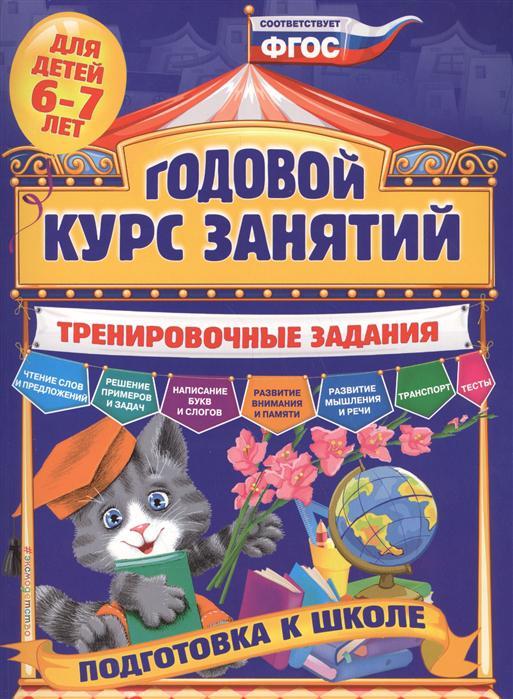 СООТВЕТСТВУЕТ
ФГОС
ДЛЯ
ДЕТЕЙ
6-7
ЛЕТ
ГОДОВОЙ
КУРС ЗАНЯТИЙ
ТРЕНИРОВОЧНЫЕ ЗАДАНИЯ
ЧТЕНИЕ СЛОВ
И ПРЕДЛОЖЕНИЙ
РЕШЕНИЕ
ПРИМЕРОВ
И ЗАДАЧ
НАПИСАНИЕ
БУКВ
И СЛОГОВ
РАЗВИТИЕ
ВНИМАНИЯ
И ПАМЯТИ
РАЗВИТИЕ
МЫШЛЕНИЯ
И РЕЧИ
ТРАНСПОРТ
ТЕСТЫ
#эксмодетство
ПОДГОТОВКА К ШКОЛЕ